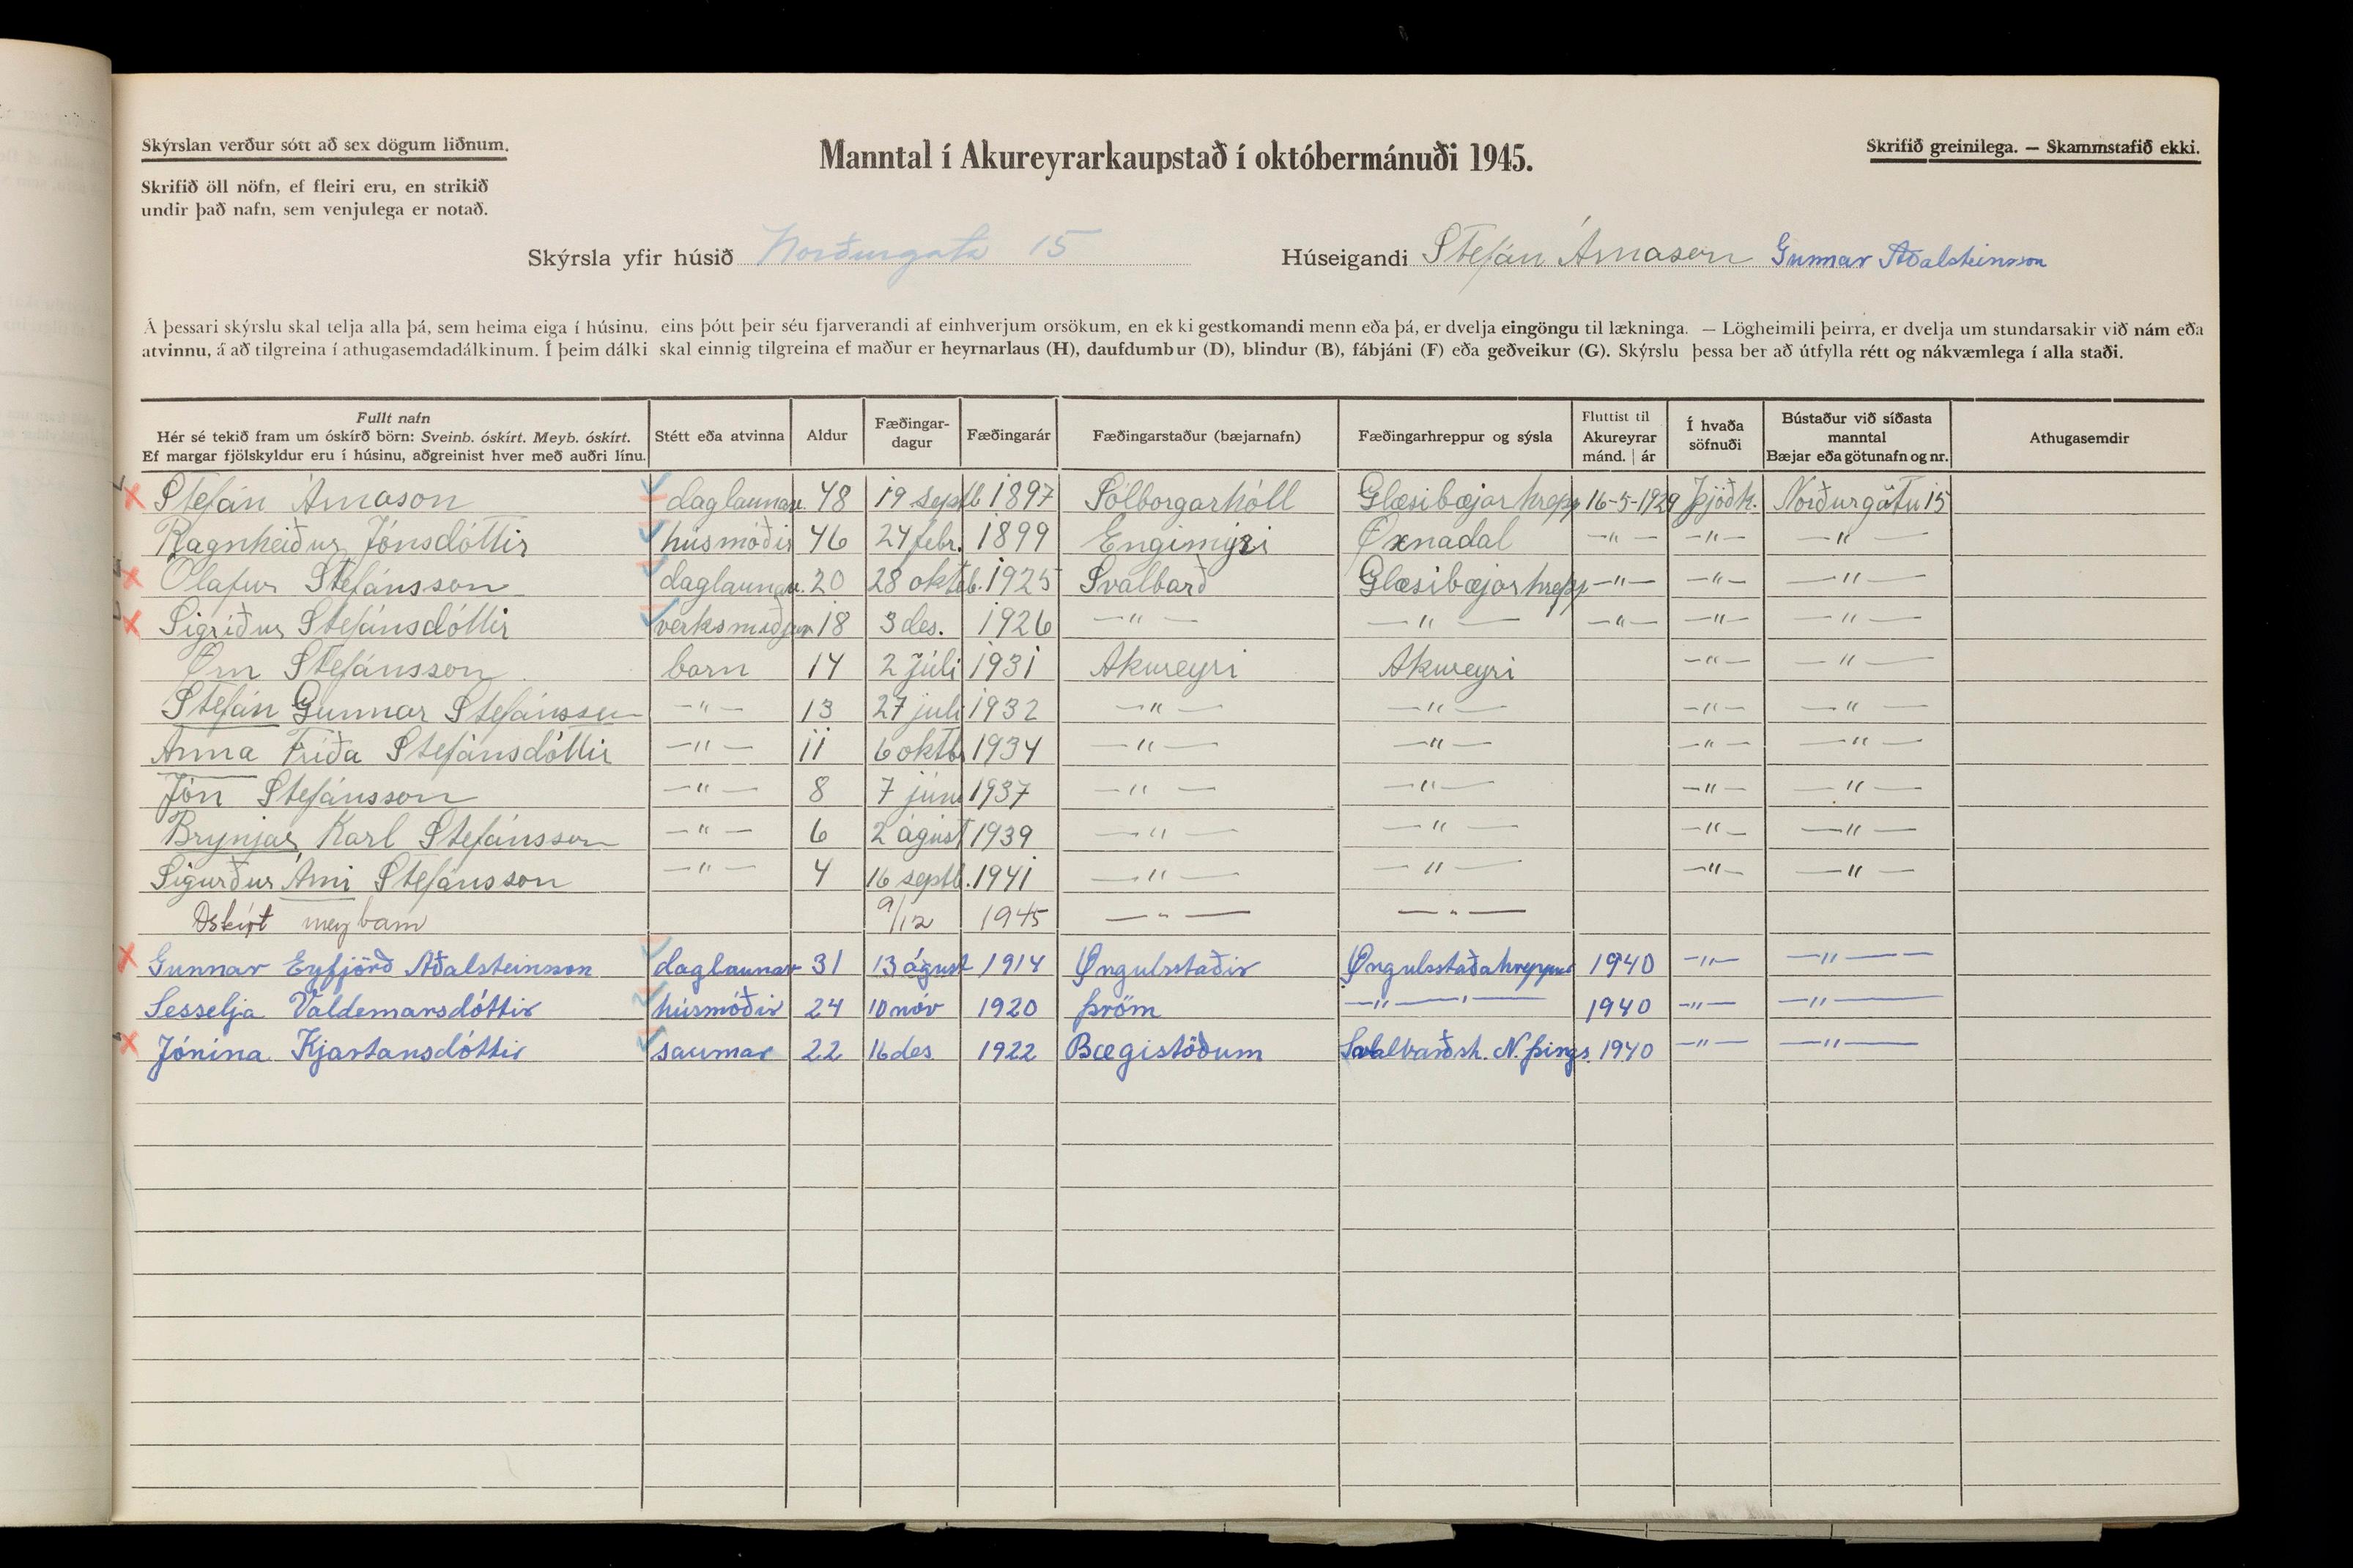 Skýrslan verður sótt að sex dögum liðnum.
Skrifið öll nöfn, ef fleiri eru, en strikið
undir það nafn, sem venjulega er notað.
Manntal í Akureyrarkaupstað í októbermánuði 1945.
Skrifið greinilega. — Skammstafið ekki.
Skýrsla yfir húsið Norðurgata 15 Húseigandi Stefán Árnason Gunnar Aðalsteinsson
Á þessari skýrslu skal telja alla þá, sem heima eiga í húsinu, eins þótt þeir séu fjarverandi af einhverjum orsökum, en ekki gestkomandi menn eða þá, er dvelja eingöngu til lækninga. — Lögheimili þeirra, er dvelja um stundarsakir við nám eða
atvinnu, á að tilgreina í athugasemdadálkinum. Í þeim dálki skal einnig tilgreina ef maður er heyrnarlaus (H), daufdumbur (D), blindur (B), fábjáni (F) eða geðveikur (G). Skýrslu þessa ber að útfylla rétt og nákvæmlega í alla staði.
Fullt nafn
Hér sé tekið fram um óskírð börn: Sveinb. óskírt. Meyb. óskírt.
Ef margar fjölskyldur eru í húsinu, aðgreinist hver með auðri línu.
Stétt eða atvinna
Aldur
Fæðingar-
dagur
Fæðingarár
Fæðingarstaður (bæjarnafn)
Fæðingarhreppur og sýsla
Fluttist til
Akureyrar
mánd. | ár
Í hvaða
söfnuði
Bústaður við síðasta
manntal
Bæjar eða götunafn og nr.
Athugasemdir
Stefán Árnason daglaunam. 48 19 septb 1897 Sólborgarhóll Glæsibæjarhrepp 16-5-1929 Þjóðk. Norðurgötu 15
Ragnheiður Jónsdóttir húsmóðir 46 24 febr. 1899 Engimýri Öxnadal —"— —"— —"—
Ólafur Stefánsson daglaunam. 20 28 oktob. 1925 Svalbarð Glæsibæjarhrepp —"— —"— —"—
Sigríður Stefánsdóttir verksmiðjun 18 3 des. 1926 —"— —"— —"— —"— —"—
Örn Stefánsson barn 14 2 júlí 1931 Akureyri Akureyri —"— —"—
Stefán Gunnar Stefánsson —"— 13 27 júlí 1932 —"— —"— —"— —"—
Anna Fríða Stefánsdóttir —"— 11 6 oktb 1934 —"— —"— —"— —"—
Jón Stefánsson —"— 8 7 júní 1937 —"— —"— —"— —"—
Brynjar Karl Stefánsson —"— 6 2 ágúst 1939 —"— —"— —"— —"—
Sigurður Árni Stefánsson —"— 4 16 septb. 1941 —"— —"— —"— —"—
Óskírt meybarn 9/12 1945 —"— —"—
Gunnar Eyfjörð Aðalsteinsson daglaunam 31 13 ágúst 1914 Öngulsstaðir Öngulsstaðahreppur 1940 —"— —"—
Sesselja Valdemarsdóttir húsmóðir 24 10 nóv 1920 Þröm —"— 1940 —"— —"—
Jónína Kjartansdóttir saumar 22 16 des 1922 Bægistöðum Svalbarðsh. N. Þings. 1940 —"— —"—